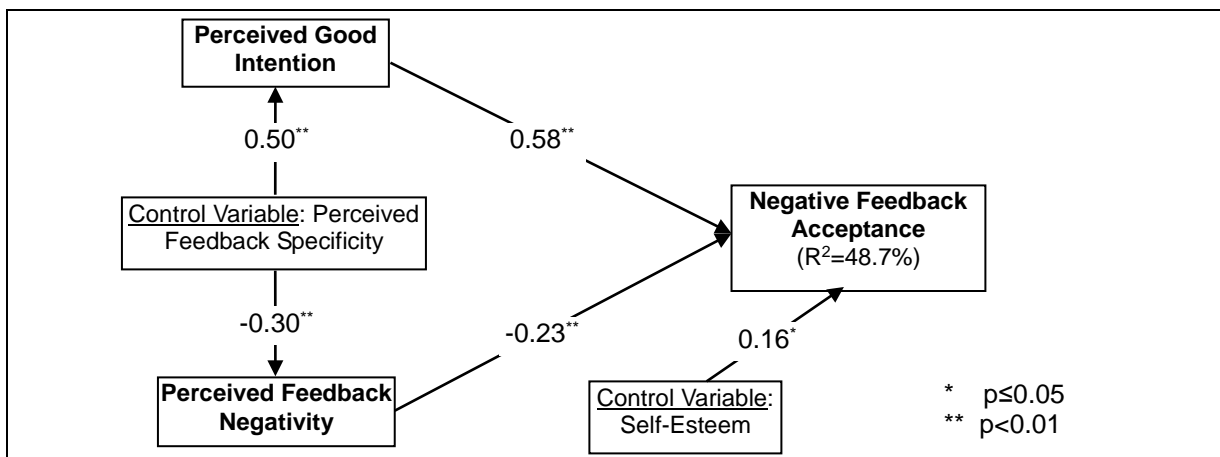 Perceived Good
Intention
0.50**
0.58**
Control Variable: Perceived
Feedback Specificity
Negative Feedback
Acceptance
(R²=48.7%)
-0.30**
-0.23**
0.16*
Perceived Feedback
Negativity
Control Variable:
Self-Esteem
* p≤0.05
** p<0.01